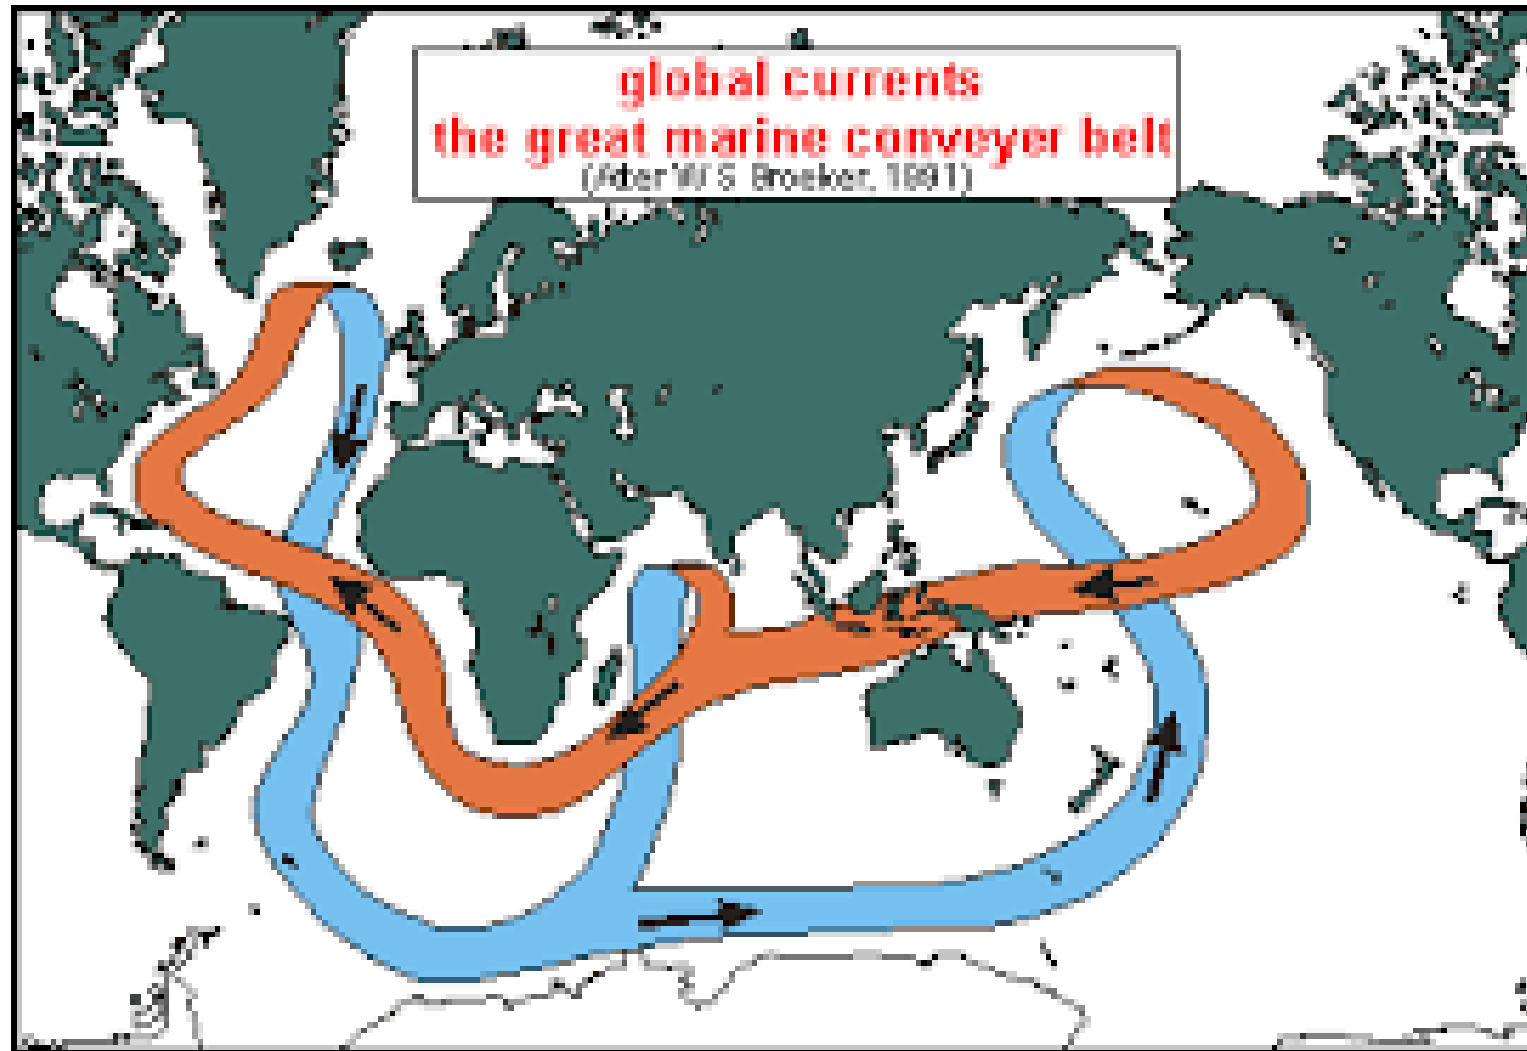 global currents
the great marine conveyer belt
(After W S Broeker, 1991)